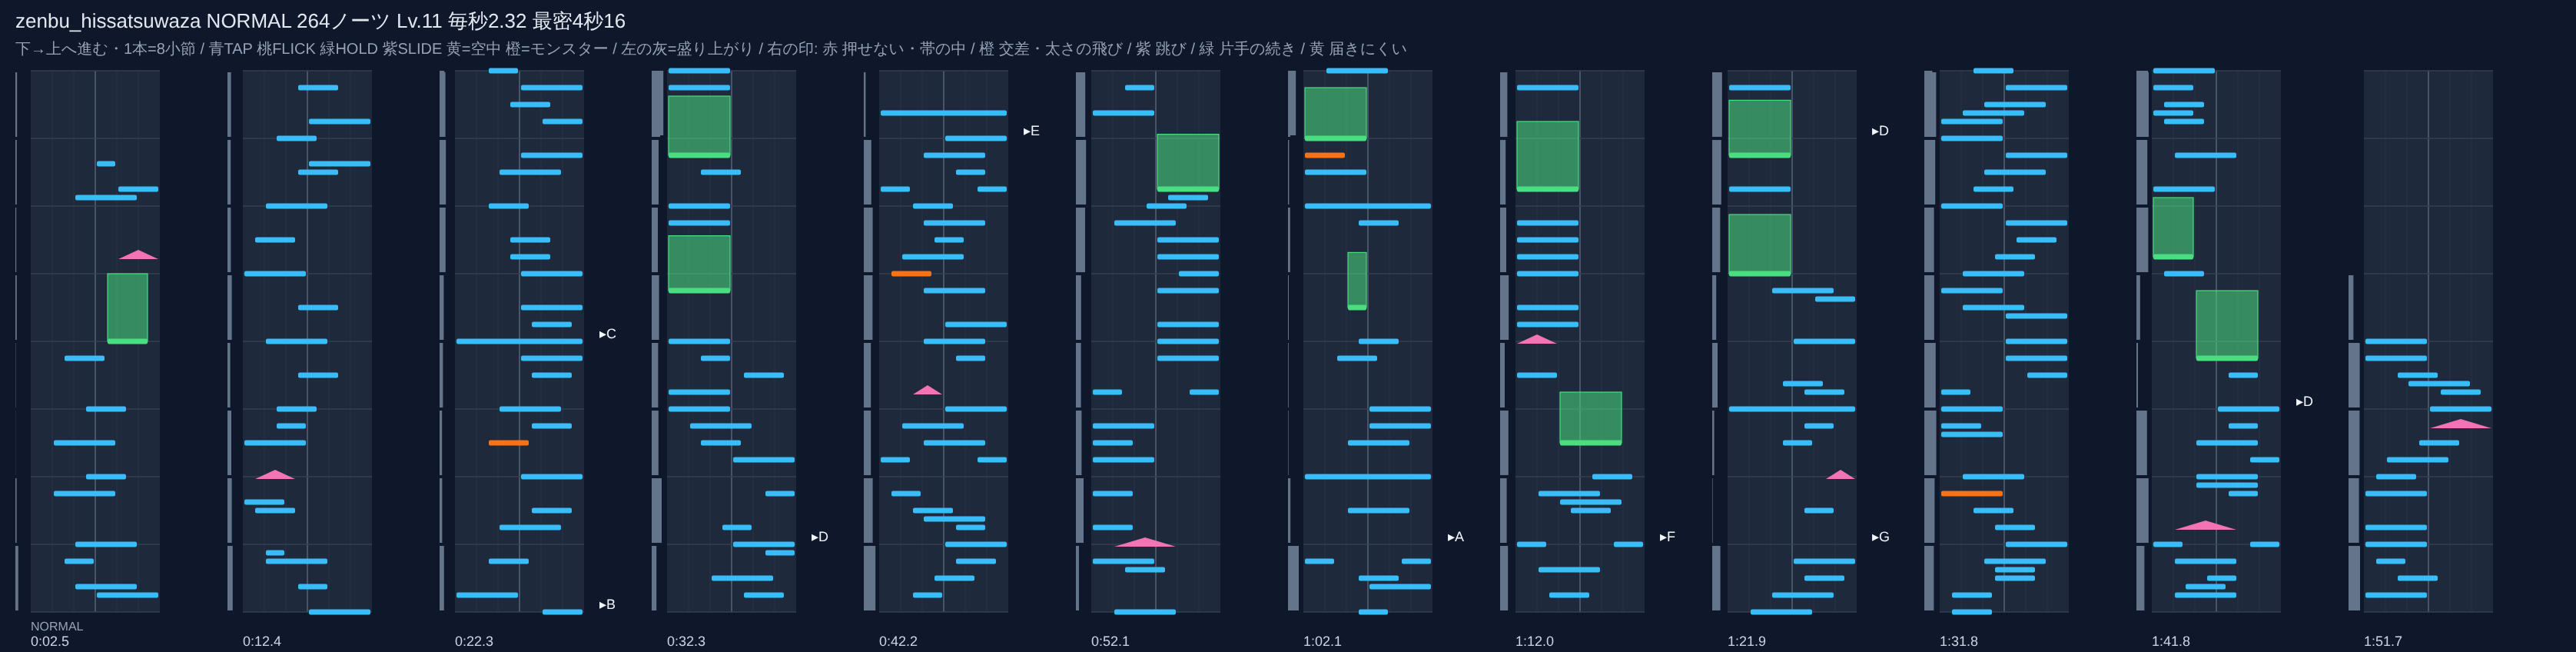 zenbu_hissatsuwaza NORMAL 264ノーツ Lv.11 毎秒2.32 最密4秒16
下→上へ進む・1本=8小節 / 青TAP 桃FLICK 緑HOLD 紫SLIDE 黄=空中 橙=モンスター / 左の灰=盛り上がり / 右の印: 赤 押せない・帯の中 / 橙 交差・太さの飛び / 紫 跳び / 緑 片手の続き / 黄 届きにくい
▸E
▸D
▸C
▸D
▸D
▸A
▸F
▸G
▸B
NORMAL
0:02.5 0:12.4 0:22.3 0:32.3 0:42.2 0:52.1 1:02.1 1:12.0 1:21.9 1:31.8 1:41.8 1:51.7